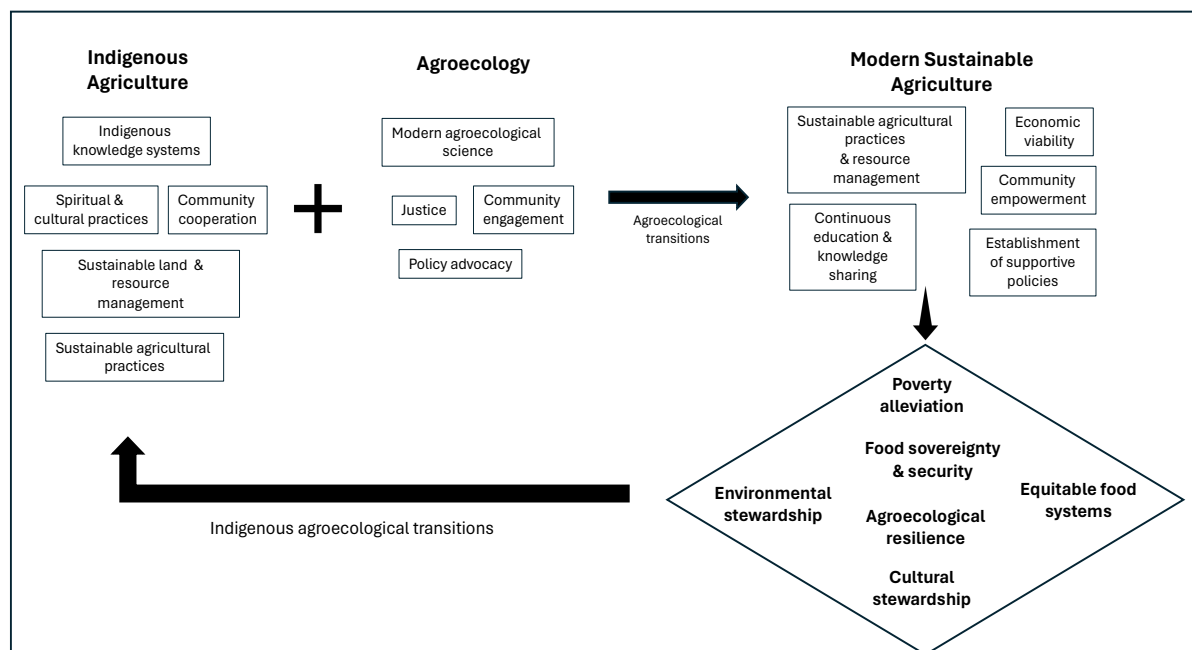 Indigenous
Agriculture
Indigenous
knowledge systems
Spiritual &
cultural practices
Community
cooperation
Sustainable land & resource
management
Sustainable agricultural
practices
Agroecology
Modern agroecological
science
Justice
Community
engagement
Policy advocacy
Agroecological
transitions
Modern Sustainable
Agriculture
Sustainable agricultural
practices
& resource
management
Economic
viability
Community
empowerment
Continuous
education &
knowledge
sharing
Establishment
of supportive
policies
Poverty
alleviation
Food sovereignty
& security
Environmental
stewardship
Equitable food
systems
Agroecological
resilience
Cultural
stewardship
Indigenous agroecological transitions